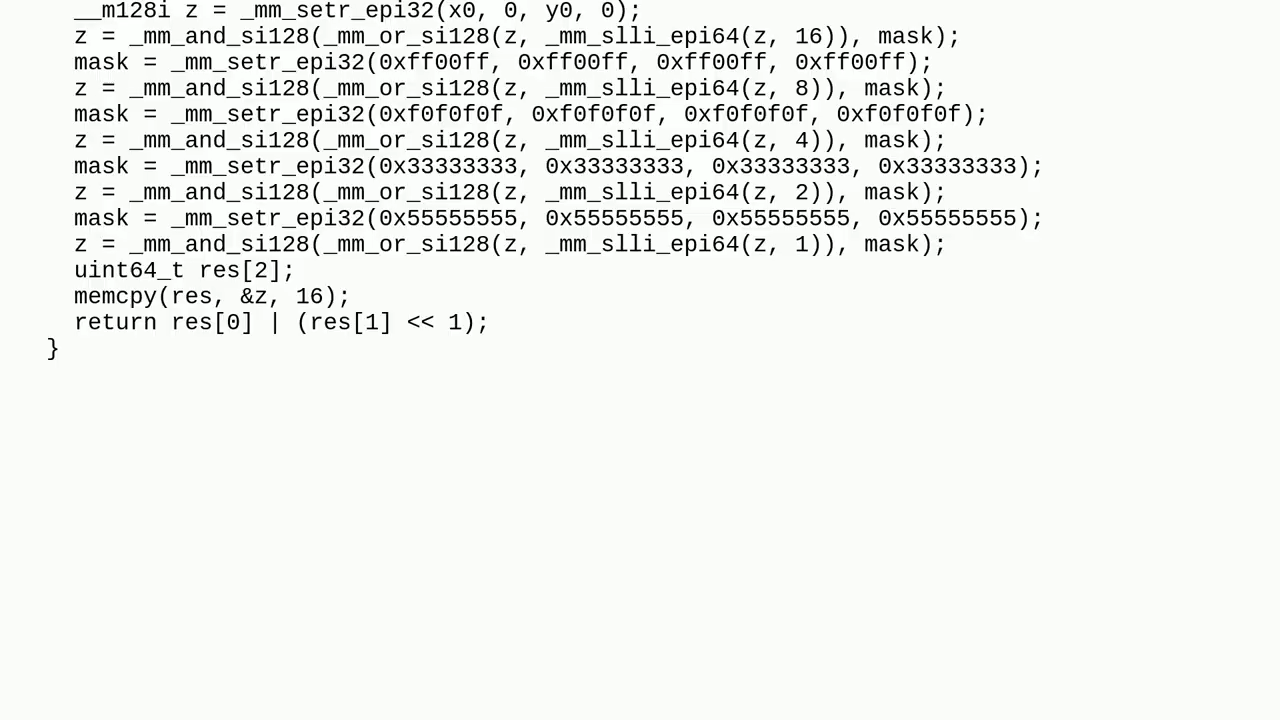 __m128i z = _mm_setr_epi32(x0, 0, y0, 0);
z = _mm_and_si128(_mm_or_si128(z, _mm_slli_epi64(z, 16)), mask);
mask = _mm_setr_epi32(0xff00ff, 0xff00ff, 0xff00ff, 0xff00ff);
z = _mm_and_si128(_mm_or_si128(z, _mm_slli_epi64(z, 8)), mask);
mask = _mm_setr_epi32(0xf0f0f0f, 0xf0f0f0f, 0xf0f0f0f, 0xf0f0f0f);
z = _mm_and_si128(_mm_or_si128(z, _mm_slli_epi64(z, 4)), mask);
mask = _mm_setr_epi32(0x33333333, 0x33333333, 0x33333333, 0x33333333);
z = _mm_and_si128(_mm_or_si128(z, _mm_slli_epi64(z, 2)), mask);
mask = _mm_setr_epi32(0x55555555, 0x55555555, 0x55555555, 0x55555555);
z = _mm_and_si128(_mm_or_si128(z, _mm_slli_epi64(z, 1)), mask);
uint64_t res[2];
memcpy(res, &z, 16);
return res[0] | (res[1] << 1);
}